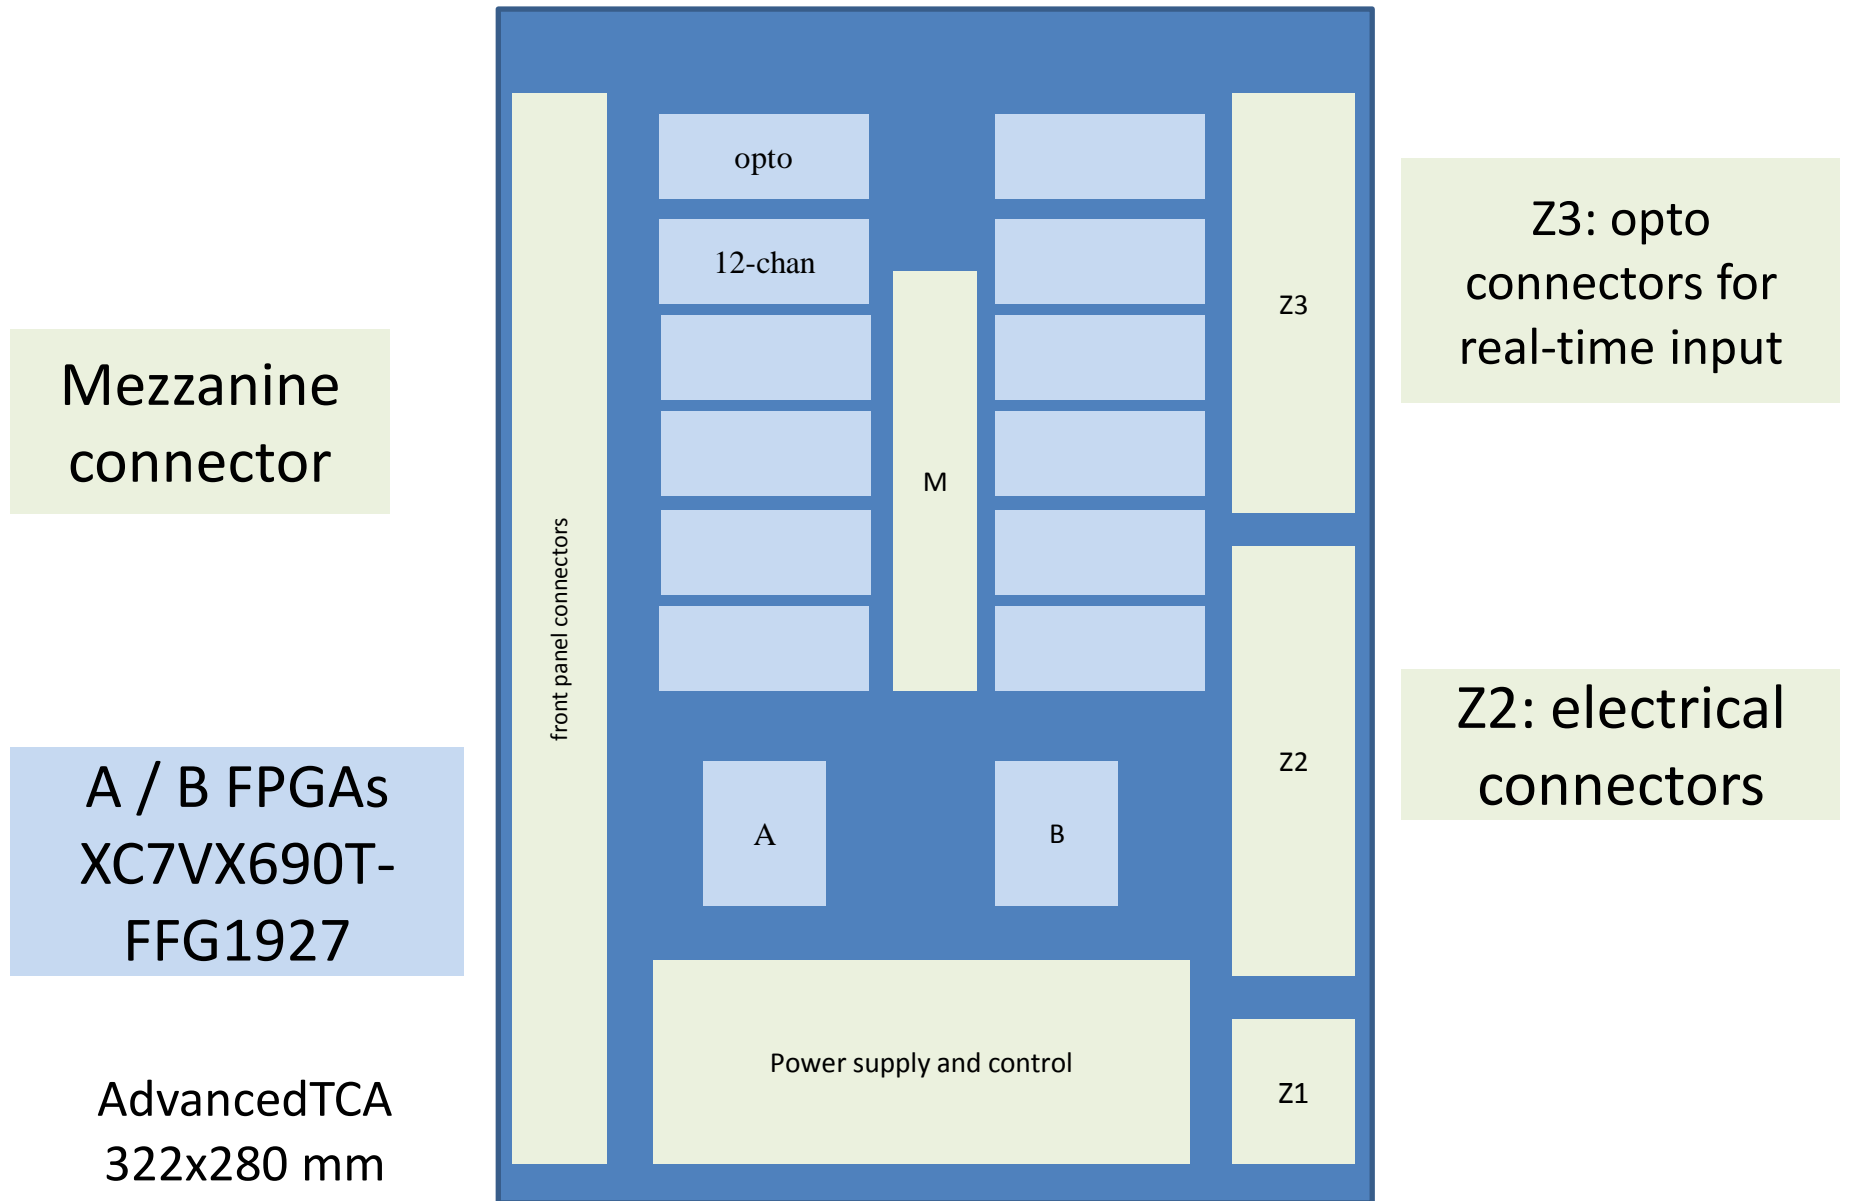 Mezzanine
connector
A / B FPGAs
XC7VX690T-
FFG1927
AdvancedTCA
322x280 mm
front panel connectors
opto
12-chan
M
A
B
Power supply and control
Z3
Z2
Z1
Z3: opto
connectors for
real-time input
Z2: electrical
connectors